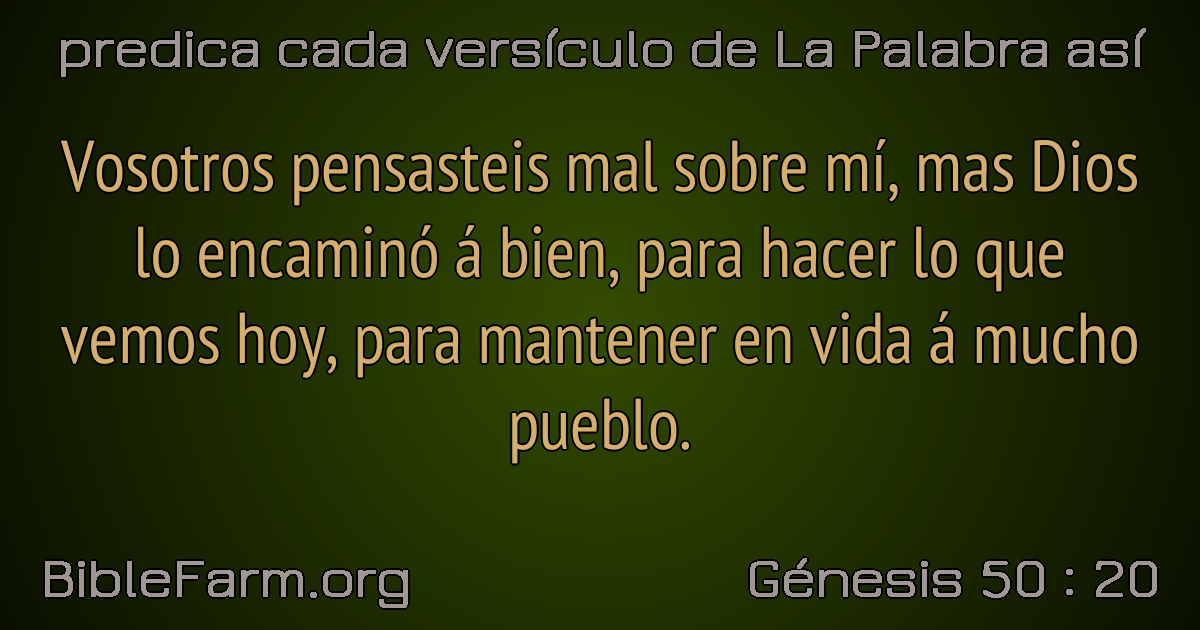 predica cada versículo de La Palabra así
Vosotros pensasteis mal sobre mí, mas Dios
lo encaminó á bien, para hacer lo que
vemos hoy, para mantener en vida á mucho
pueblo.
BibleFarm.org
Génesis 50 : 20